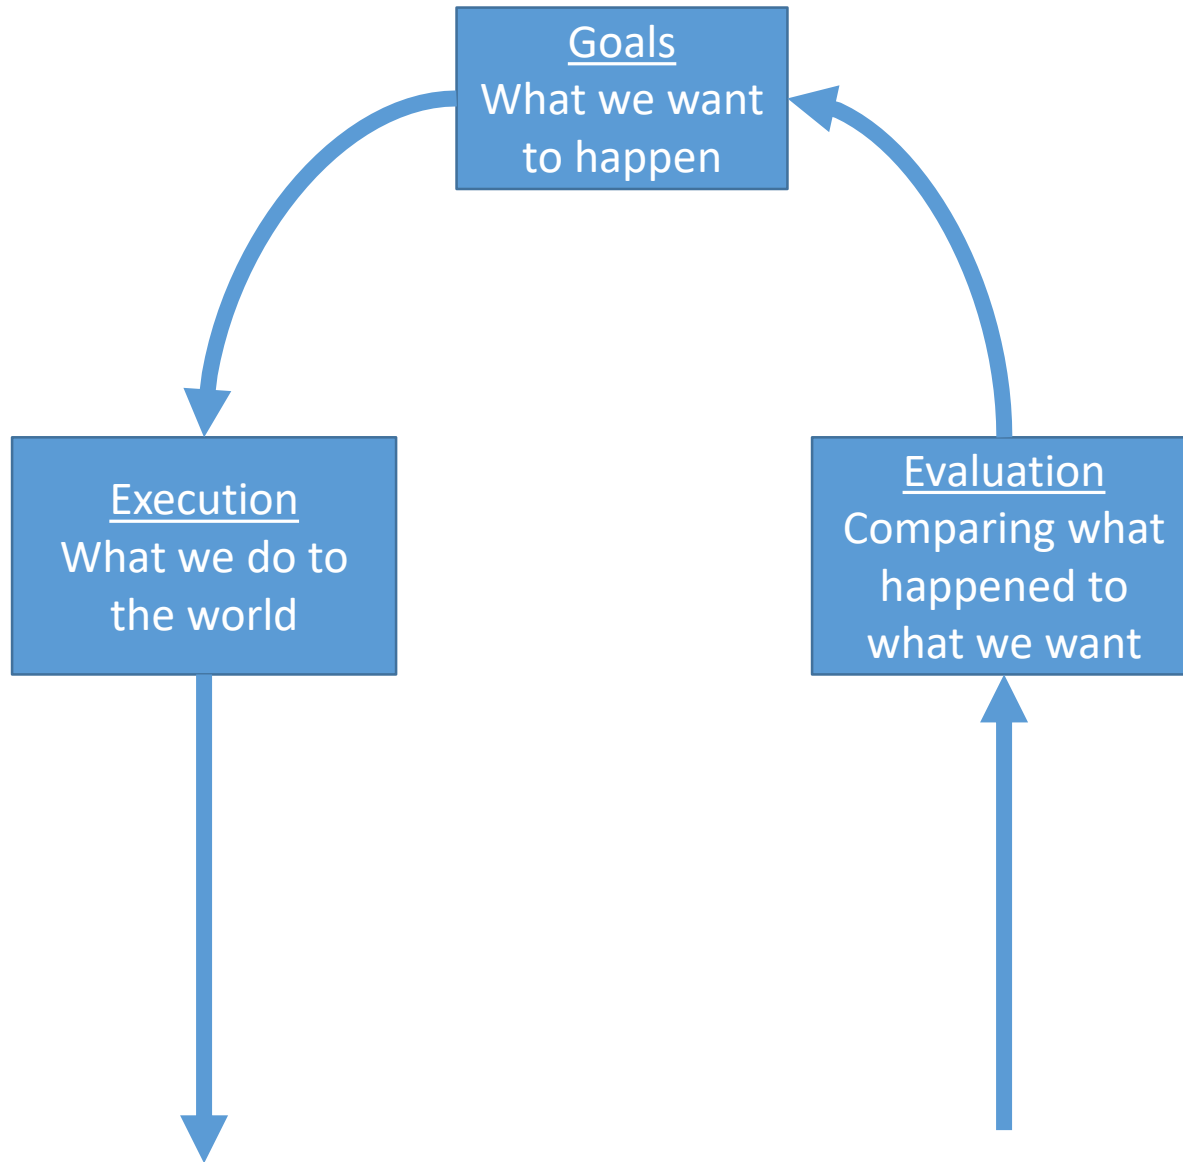 Goals
What we want
to happen
Execution
What we do to
the world
Evaluation
Comparing what
happened to
what we want